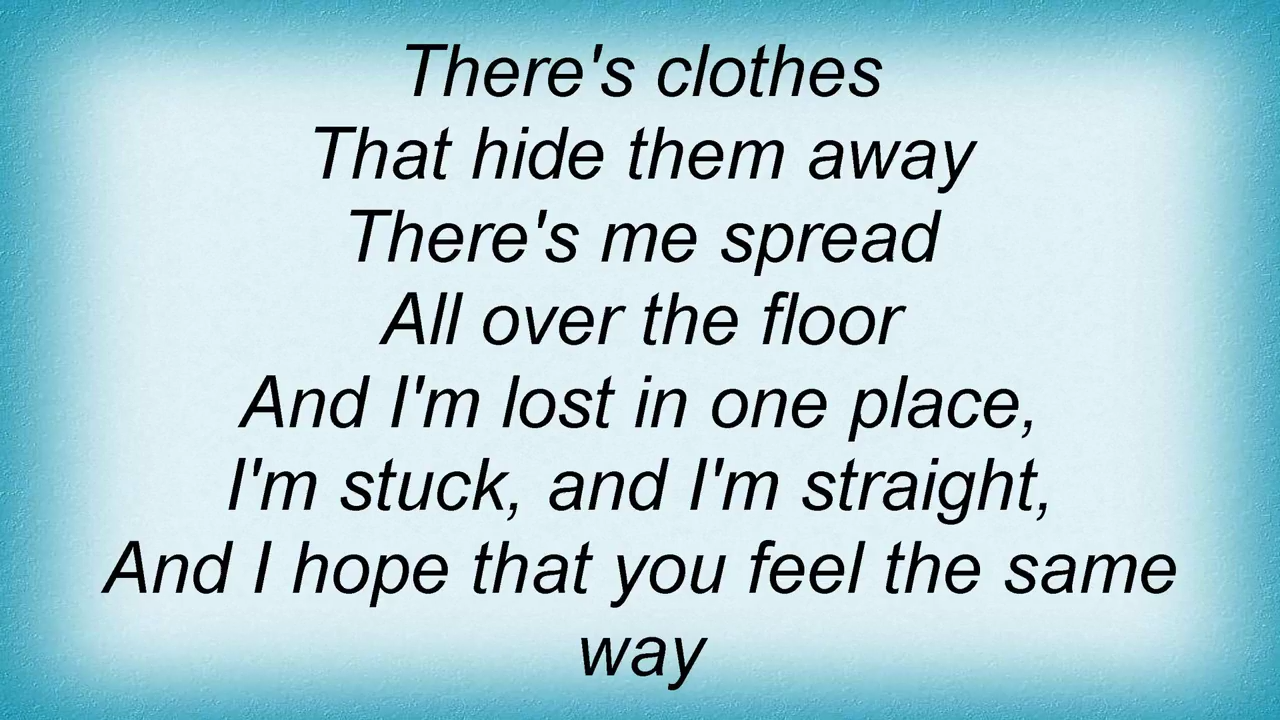 There's clothes
That hide them away
There's me spread
All over the floor
And I'm lost in one place,
I'm stuck, and I'm straight,
And I hope that you feel the same
way